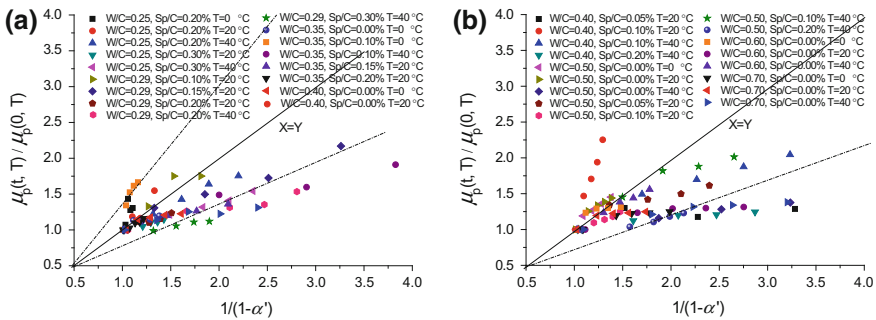 (a)
W/C=0.25, Sp/C=0.20% T=0 °C
W/C=0.25, Sp/C=0.20% T=20 °C
W/C=0.25, Sp/C=0.20% T=40 °C
W/C=0.25, Sp/C=0.30% T=20 °C
W/C=0.25, Sp/C=0.30% T=40 °C
W/C=0.29, Sp/C=0.10% T=20 °C
W/C=0.29, Sp/C=0.15% T=20 °C
W/C=0.29, Sp/C=0.20% T=20 °C
W/C=0.29, Sp/C=0.20% T=40 °C
W/C=0.29, Sp/C=0.30% T=40 °C
W/C=0.35, Sp/C=0.00% T=0 °C
W/C=0.35, Sp/C=0.10% T=0 °C
W/C=0.35, Sp/C=0.10% T=40 °C
W/C=0.35, Sp/C=0.15% T=20 °C
W/C=0.35, Sp/C=0.20% T=20 °C
W/C=0.40, Sp/C=0.00% T=0 °C
W/C=0.40, Sp/C=0.00% T=20 °C
X=Y
μp(t, T) / μp(0, T)
4.0
3.5
3.0
2.5
2.0
1.5
1.0
0.5
0.5 1.0 1.5 2.0 2.5 3.0 3.5 4.0
1/(1-α')
(b)
W/C=0.40, Sp/C=0.05% T=20 °C
W/C=0.40, Sp/C=0.10% T=20 °C
W/C=0.40, Sp/C=0.10% T=40 °C
W/C=0.40, Sp/C=0.20% T=40 °C
W/C=0.50, Sp/C=0.00% T=0 °C
W/C=0.50, Sp/C=0.00% T=20 °C
W/C=0.50, Sp/C=0.00% T=40 °C
W/C=0.50, Sp/C=0.05% T=20 °C
W/C=0.50, Sp/C=0.10% T=20 °C
W/C=0.50, Sp/C=0.10% T=40 °C
W/C=0.50, Sp/C=0.20% T=40 °C
W/C=0.60, Sp/C=0.00% T=0 °C
W/C=0.60, Sp/C=0.00% T=20 °C
W/C=0.60, Sp/C=0.00% T=40 °C
W/C=0.70, Sp/C=0.00% T=0 °C
W/C=0.70, Sp/C=0.00% T=20 °C
W/C=0.70, Sp/C=0.00% T=40 °C
X=Y
μp(t, T) / μp(0, T)
4.0
3.5
3.0
2.5
2.0
1.5
1.0
0.5
0.5 1.0 1.5 2.0 2.5 3.0 3.5 4.0
1/(1-α')